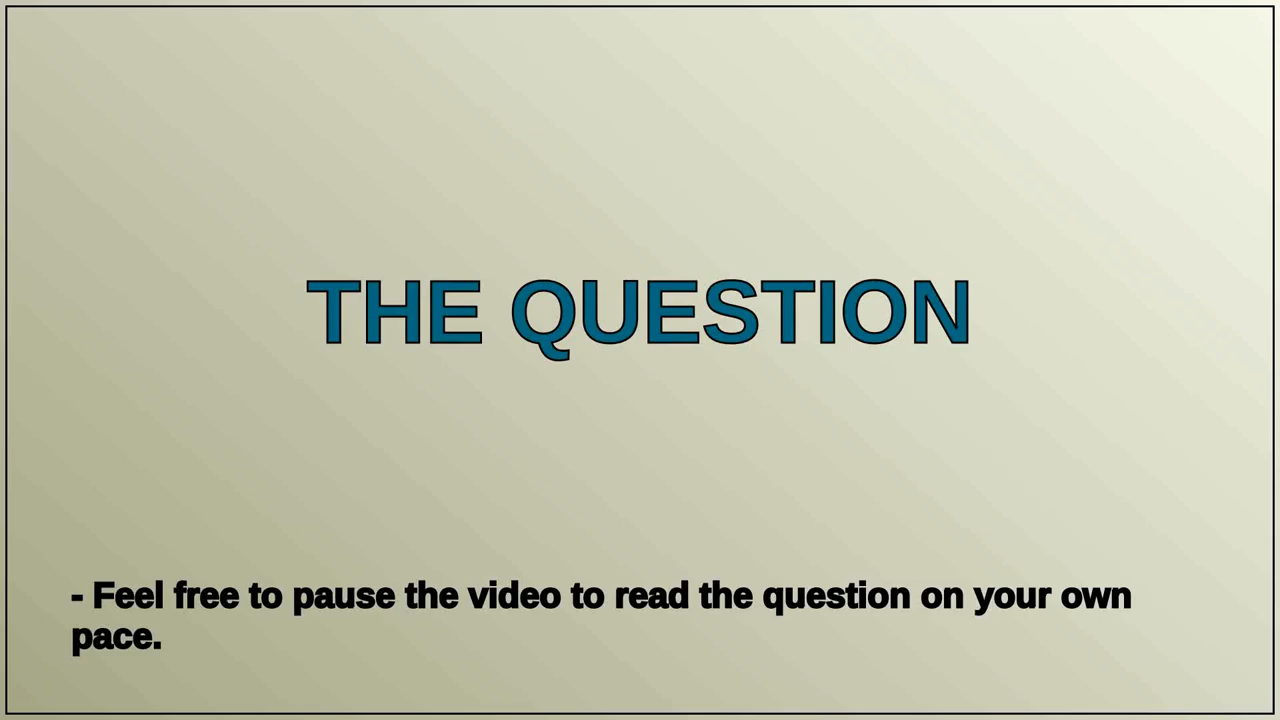 THE QUESTION
- Feel free to pause the video to read the question on your own
pace.